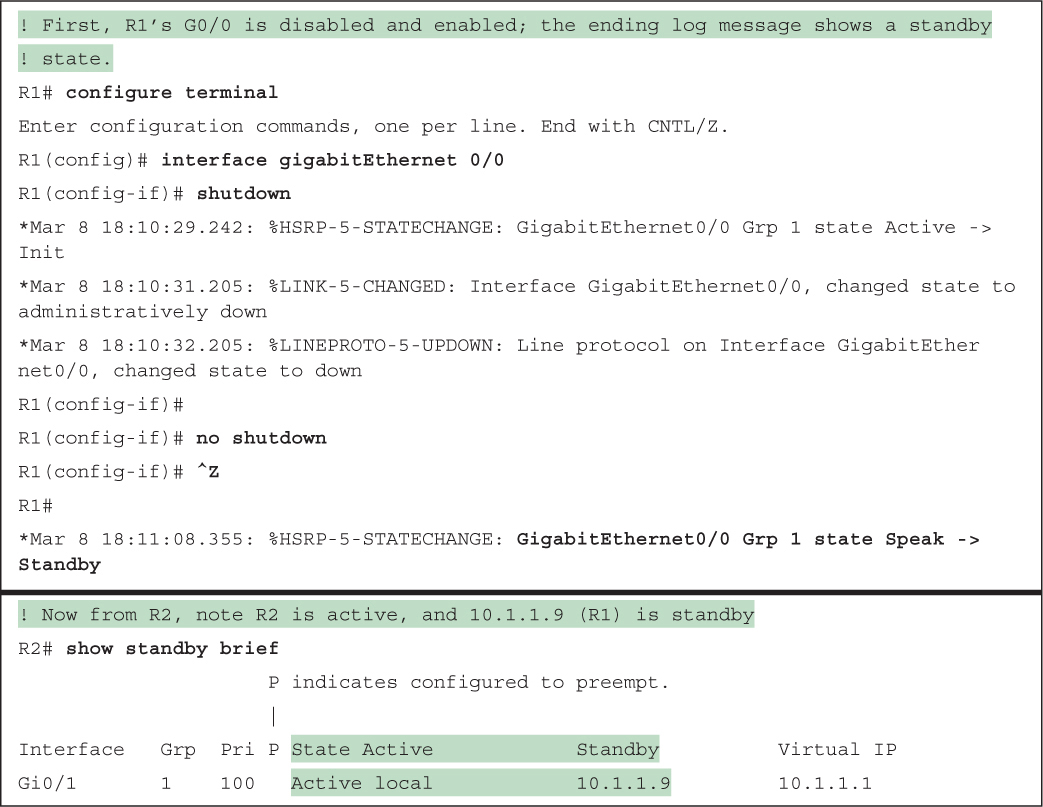 ! First, R1’s G0/0 is disabled and enabled; the ending log message shows a standby
! state.
R1# configure terminal
Enter configuration commands, one per line. End with CNTL/Z.
R1(config)# interface gigabitEthernet 0/0
R1(config-if)# shutdown
*Mar 8 18:10:29.242: %HSRP-5-STATECHANGE: GigabitEthernet0/0 Grp 1 state Active ->
Init
*Mar 8 18:10:31.205: %LINK-5-CHANGED: Interface GigabitEthernet0/0, changed state to
administratively down
*Mar 8 18:10:32.205: %LINEPROTO-5-UPDOWN: Line protocol on Interface GigabitEther
net0/0, changed state to down
R1(config-if)#
R1(config-if)# no shutdown
R1(config-if)# ^Z
R1#
*Mar 8 18:11:08.355: %HSRP-5-STATECHANGE: GigabitEthernet0/0 Grp 1 state Speak ->
Standby
! Now from R2, note R2 is active, and 10.1.1.9 (R1) is standby
R2# show standby brief
P indicates configured to preempt.
|
Interface Grp Pri P State Active Standby Virtual IP
Gi0/1 1 100 Active local 10.1.1.9 10.1.1.1